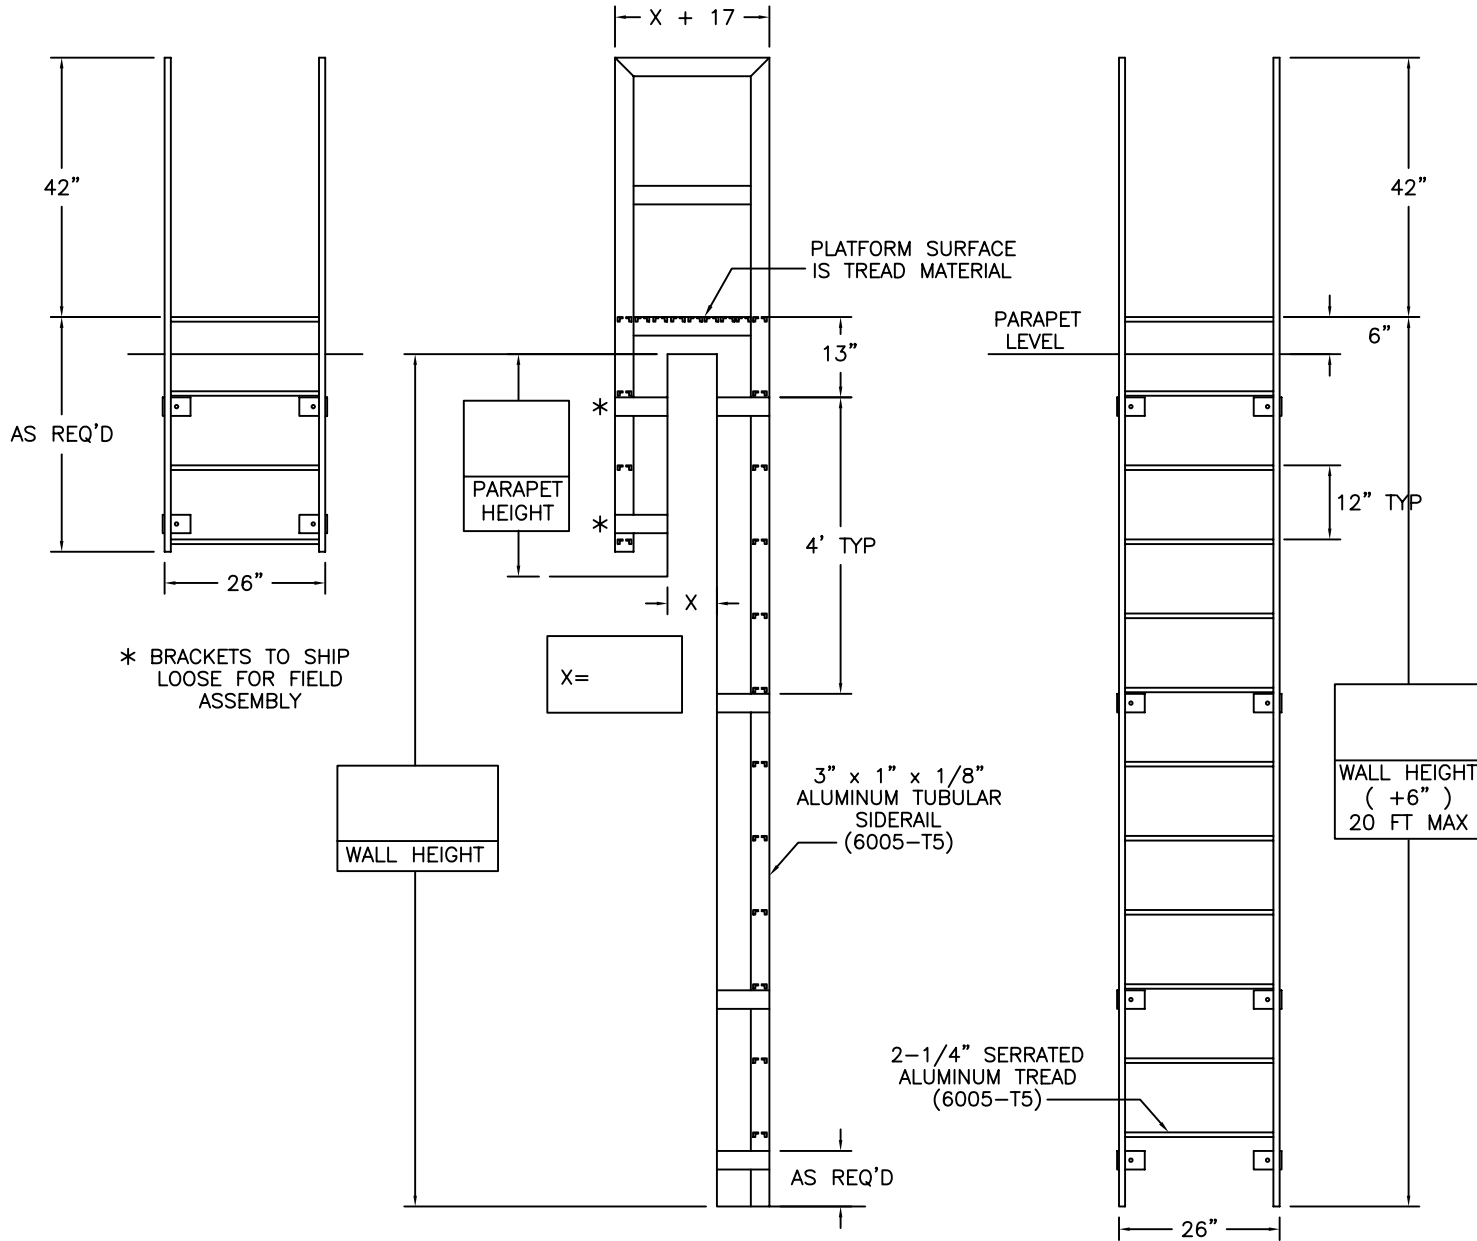 X + 17
42”
42”
PLATFORM SURFACE
IS TREAD MATERIAL
PARAPET
LEVEL
6”
13”
AS REQ'D
*
PARAPET
HEIGHT
*
12” TYP
4' TYP
26”
X
* BRACKETS TO SHIP
LOOSE FOR FIELD
ASSEMBLY
X=
3” x 1” x 1/8”
ALUMINUM TUBULAR
SIDERAIL
(6005-T5)
WALL HEIGHT
( +6” )
20 FT MAX
WALL HEIGHT
2-1/4” SERRATED
ALUMINUM TREAD
(6005-T5)
AS REQ'D
26”